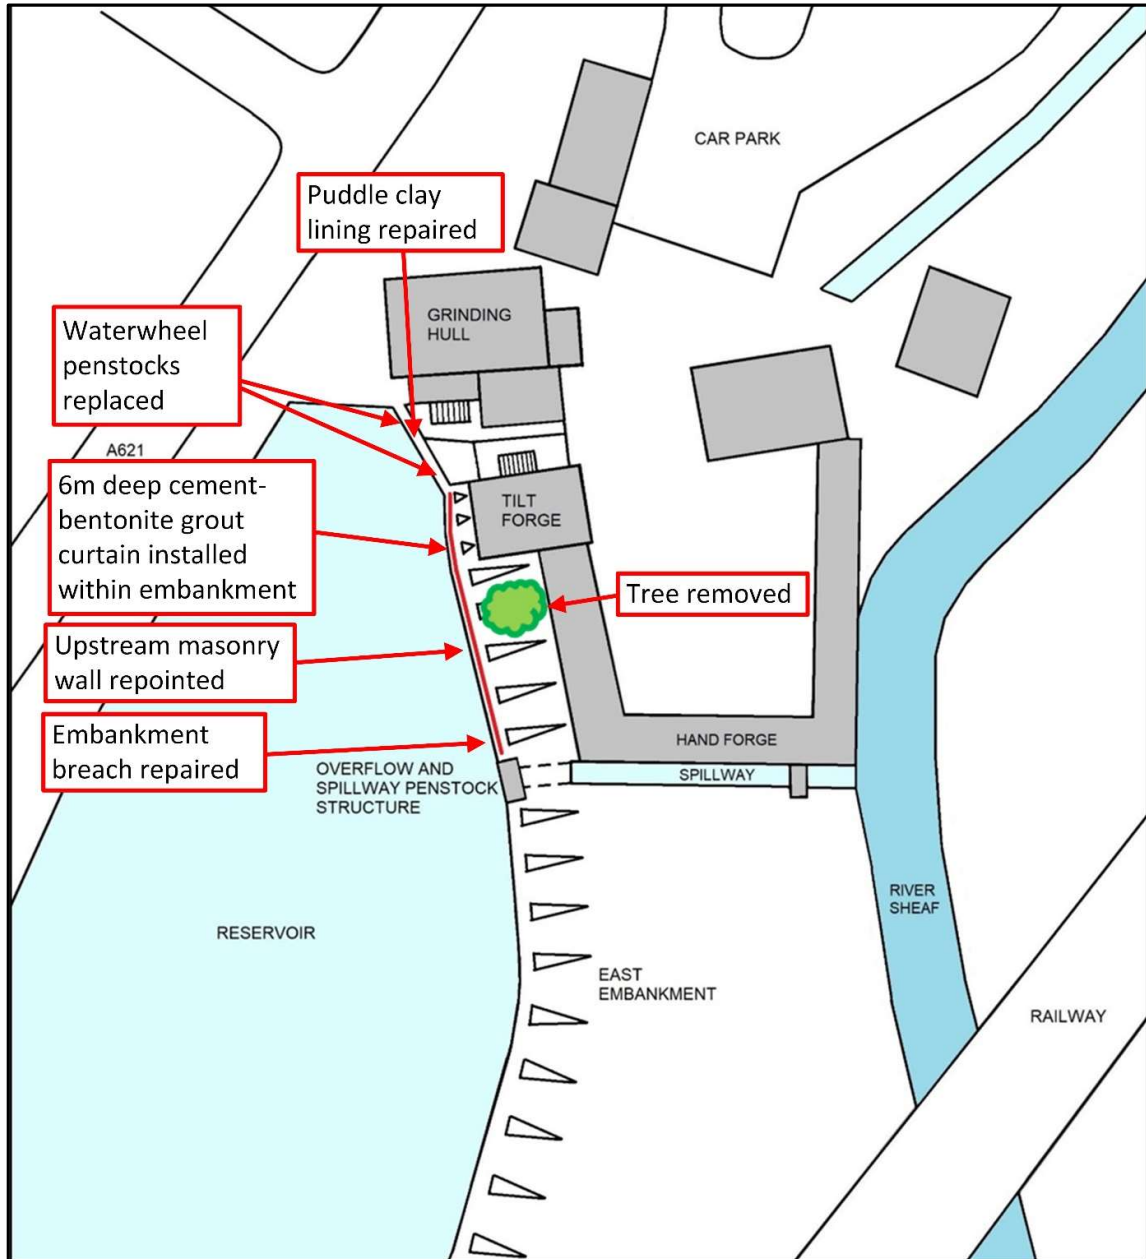 CAR PARK
Puddle clay
lining repaired
GRINDING
HULL
Waterwheel
penstocks
replaced
A621
6m deep cement-
bentonite grout
curtain installed
within embankment
TILT
FORGE
Tree removed
Upstream masonry
wall repointed
Embankment
breach repaired
HAND FORGE
SPILLWAY
OVERFLOW AND
SPILLWAY PENSTOCK
STRUCTURE
RIVER
SHEAF
RESERVOIR
EAST
EMBANKMENT
RAILWAY